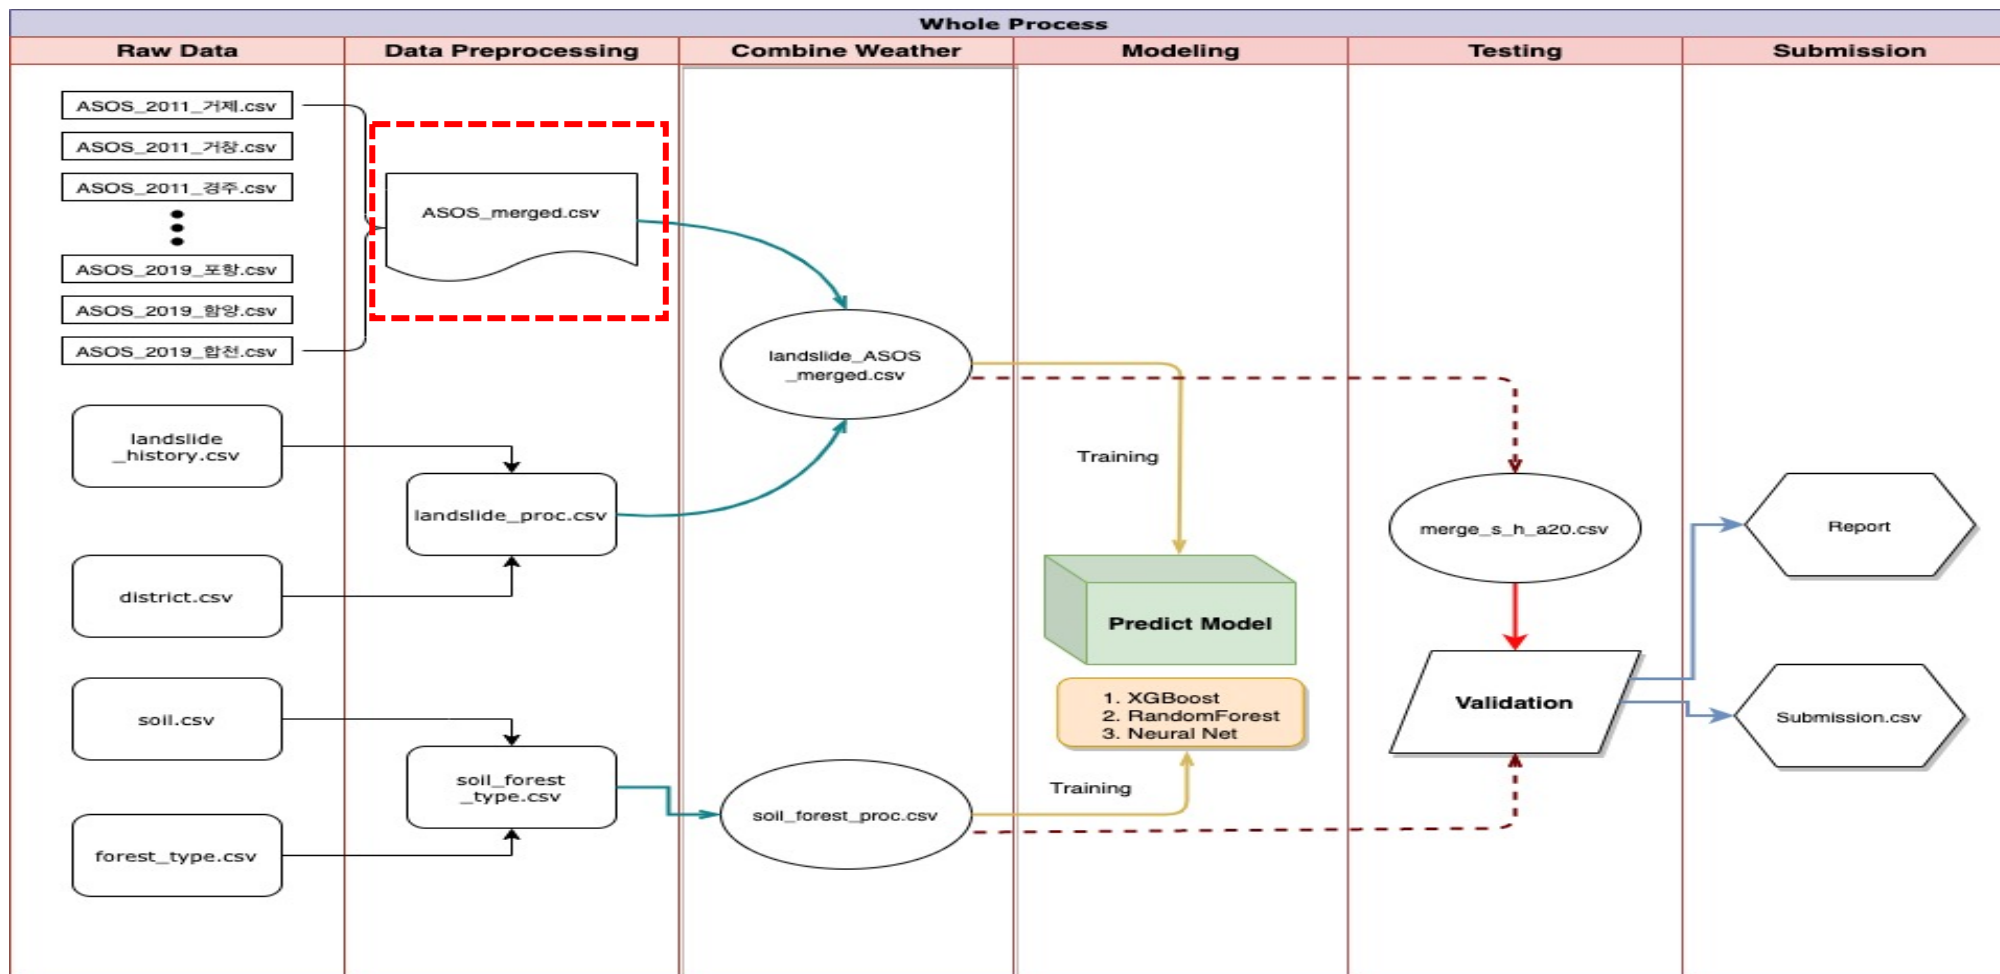 Whole Process
Raw Data
Data Preprocessing
Combine Weather
Modeling
Testing
Submission
ASOS_2011_거제.csv
ASOS_2011_거창.csv
ASOS_2011_경주.csv
ASOS_2019_포항.csv
ASOS_2019_함양.csv
ASOS_2019_합천.csv
landslide
_history.csv
district.csv
soil.csv
forest_type.csv
ASOS_merged.csv
landslide_proc.csv
soil_forest
_type.csv
landslide_ASOS
_merged.csv
soil_forest_proc.csv
Training
Predict Model
1. XGBoost
2. RandomForest
3. Neural Net
Training
merge_s_h_a20.csv
Validation
Report
Submission.csv